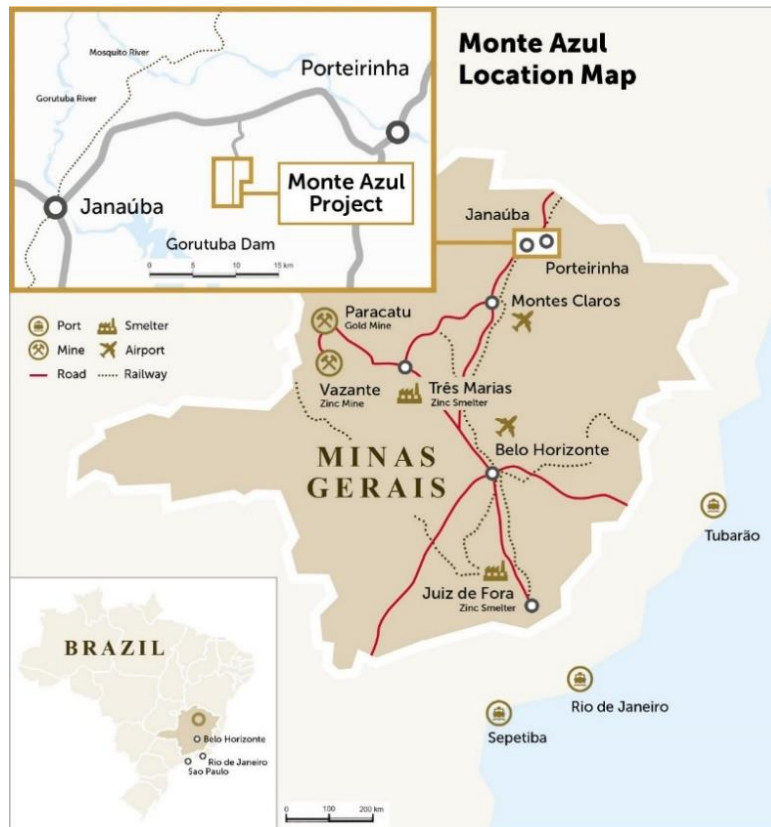 Monte Azul
Location Map
Mosquito River
Porteirinha
Gorutuba River
Monte Azul
Project
Janaúba
Gorutuba Dam
0 5 10 15 km
Janaúba
Porteirinha
Montes Claros
Paracatu
Gold Mine
Vazante
Zinc Mine
Port
Smelter
Mine
Airport
Road
Railway
Três Marias
Zinc Smelter
Belo Horizonte
MINAS
GERAIS
Tubarão
Juiz de Fora
Zinc Smelter
Rio de Janeiro
Sepetiba
BRAZIL
Belo Horizonte
Rio de Janeiro
Sao Paulo
0 100 200 km